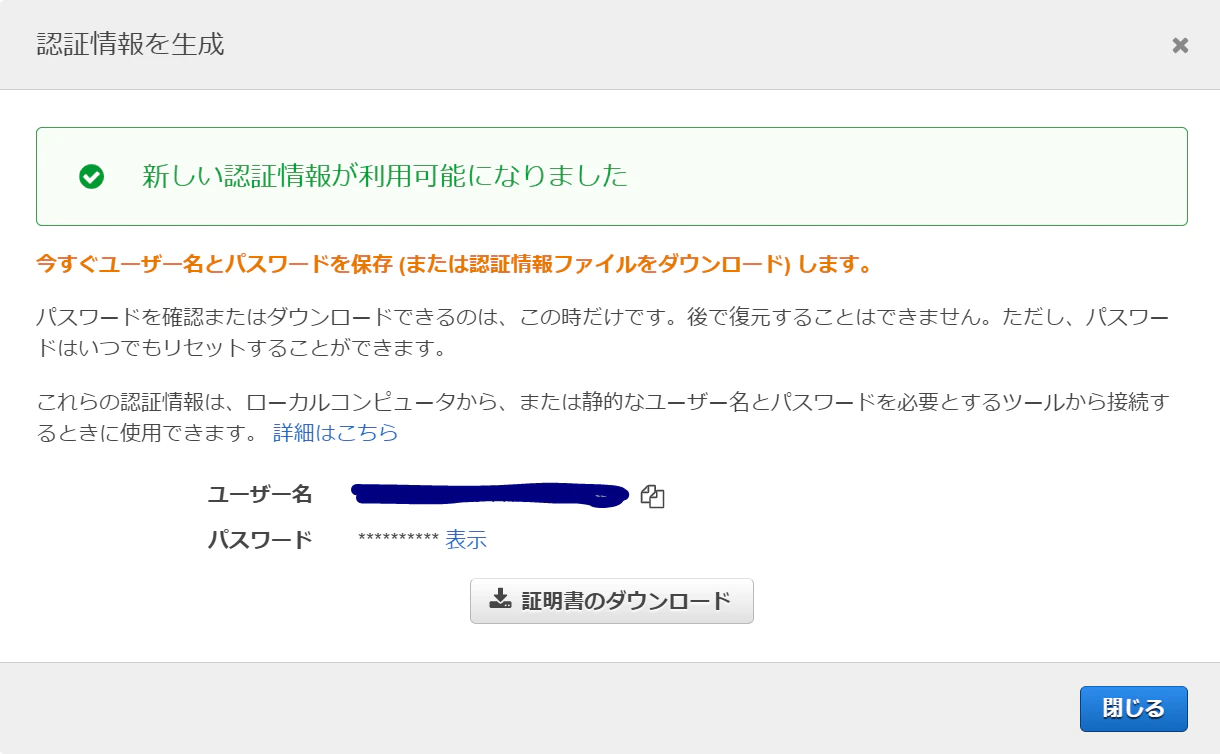 認証情報を生成
新しい認証情報が利用可能になりました
今すぐユーザー名とパスワードを保存 (または認証情報ファイルをダウンロード) します。
パスワードを確認またはダウンロードできるのは、この時だけです。後で復元することはできません。ただし、パスワー
ドはいつでもリセットすることができます。
これらの認証情報は、ローカルコンピュータから、または静的なユーザー名とパスワードを必要とするツールから接続す
るときに使用できます。 詳細はこちら
ユーザー名
パスワード ********** 表示
証明書のダウンロード
閉じる